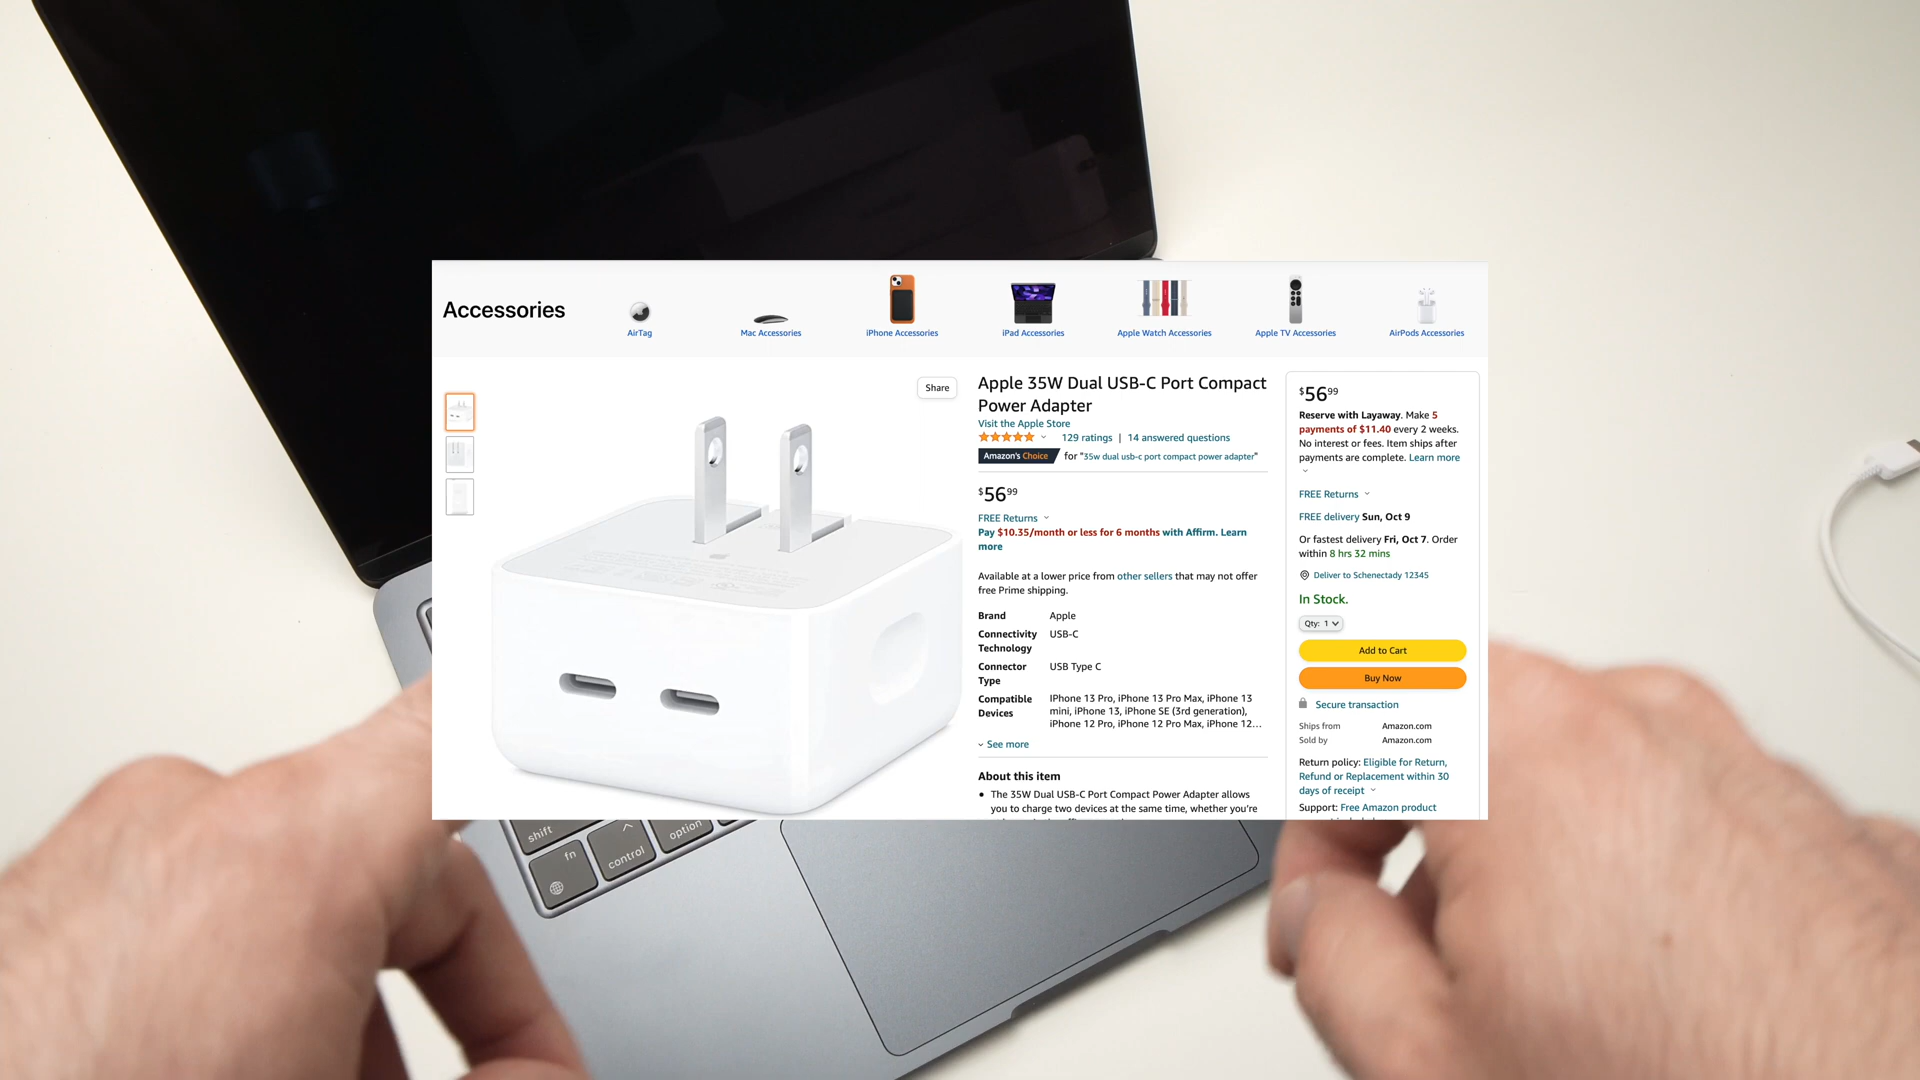 Accessories
AirTag
Mac Accessories
iPhone Accessories
iPad Accessories
Apple Watch Accessories
Apple TV Accessories
AirPods Accessories
Share
Apple 35W Dual USB-C Port Compact
Power Adapter
Visit the Apple Store
129 ratings | 14 answered questions
Amazon's Choice for "35w dual usb-c port compact power adapter"
$56 99
FREE Returns
Pay $10.35/month or less for 6 months with Affirm. Learn
more
Available at a lower price from other sellers that may not offer
free Prime shipping.
Brand Apple
Connectivity USB-C
Technology
Connector USB Type C
Type
Compatible IPhone 13 Pro, iPhone 13 Pro Max, iPhone 13
Devices mini, iPhone 13, iPhone SE (3rd generation),
iPhone 12 Pro, iPhone 12 Pro Max, iPhone 12...
See more
About this item
• The 35W Dual USB-C Port Compact Power Adapter allows
you to charge two devices at the same time, whether you're
$56 99
Reserve with Layaway. Make 5
payments of $11.40 every 2 weeks.
No interest or fees. Item ships after
payments are complete. Learn more
FREE Returns
FREE delivery Sun, Oct 9
Or fastest delivery Fri, Oct 7. Order
within 8 hrs 32 mins
Deliver to Schenectady 12345
In Stock.
Qty: 1
Add to Cart
Buy Now
Secure transaction
Ships from Amazon.com
Sold by Amazon.com
Return policy: Eligible for Return,
Refund or Replacement within 30
days of receipt
Support: Free Amazon product
shift
fn
control
option